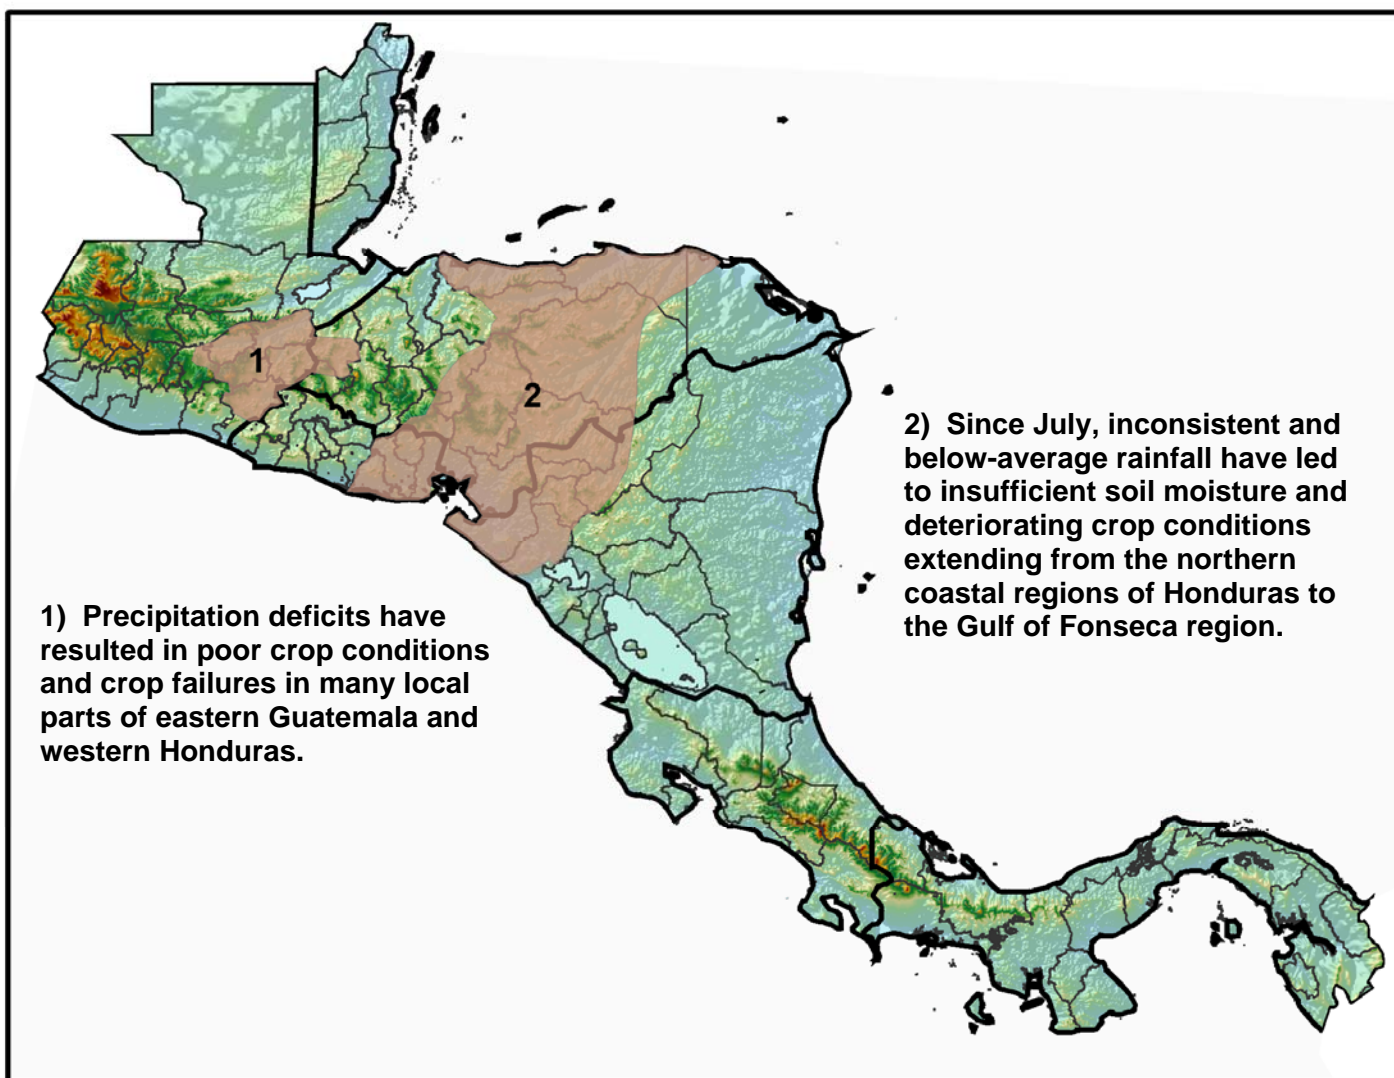 1
2
2) Since July, inconsistent and
below-average rainfall have led
to insufficient soil moisture and
deteriorating crop conditions
extending from the northern
coastal regions of Honduras to
the Gulf of Fonseca region.
1) Precipitation deficits have
resulted in poor crop conditions
and crop failures in many local
parts of eastern Guatemala and
western Honduras.